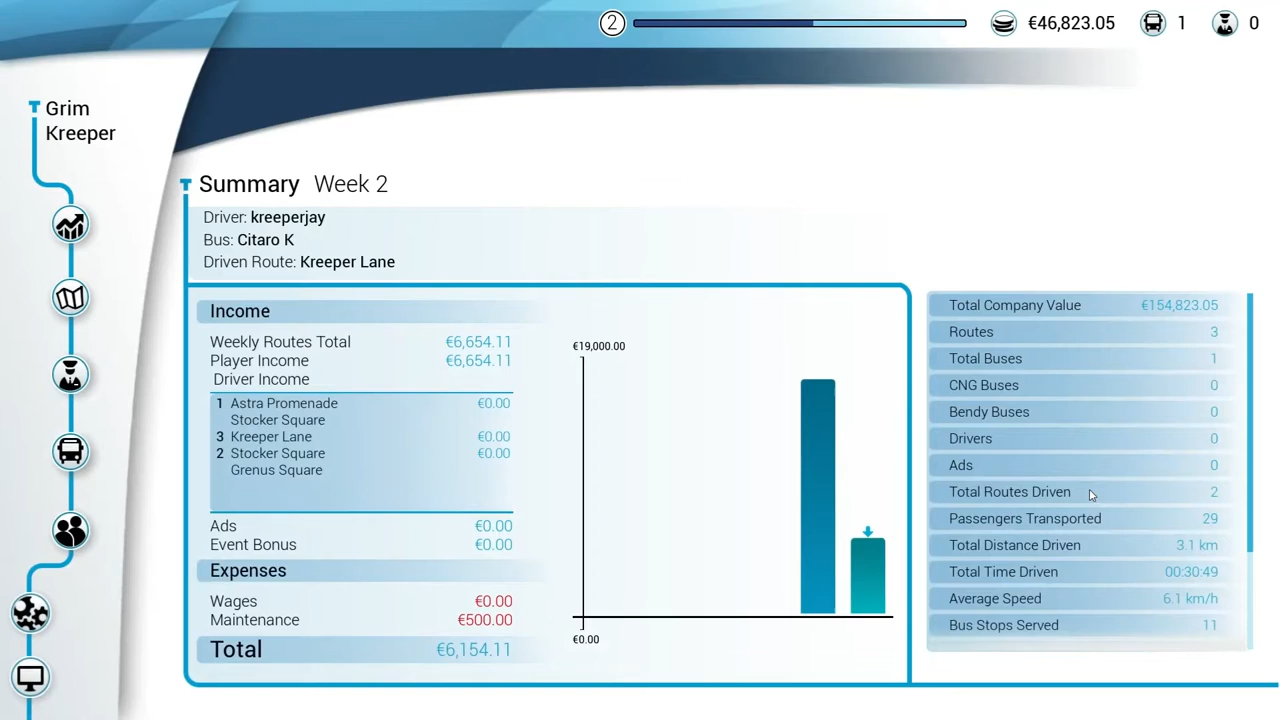 2 €46,823.05 1 0
Grim
Kreeper
Summary Week 2
Driver: kreeperjay
Bus: Citaro K
Driven Route: Kreeper Lane
Income
Weekly Routes Total €6,654.11
Player Income €6,654.11
Driver Income
1 Astra Promenade €0.00
Stocker Square
3 Kreeper Lane €0.00
2 Stocker Square €0.00
Grenus Square
Ads €0.00
Event Bonus €0.00
Expenses
Wages €0.00
Maintenance €500.00
Total €6,154.11
€19,000.00
€0.00
Total Company Value €154,823.05
Routes 3
Total Buses 1
CNG Buses 0
Bendy Buses 0
Drivers 0
Ads 0
Total Routes Driven 2
Passengers Transported 29
Total Distance Driven 3.1 km
Total Time Driven 00:30:49
Average Speed 6.1 km/h
Bus Stops Served 11